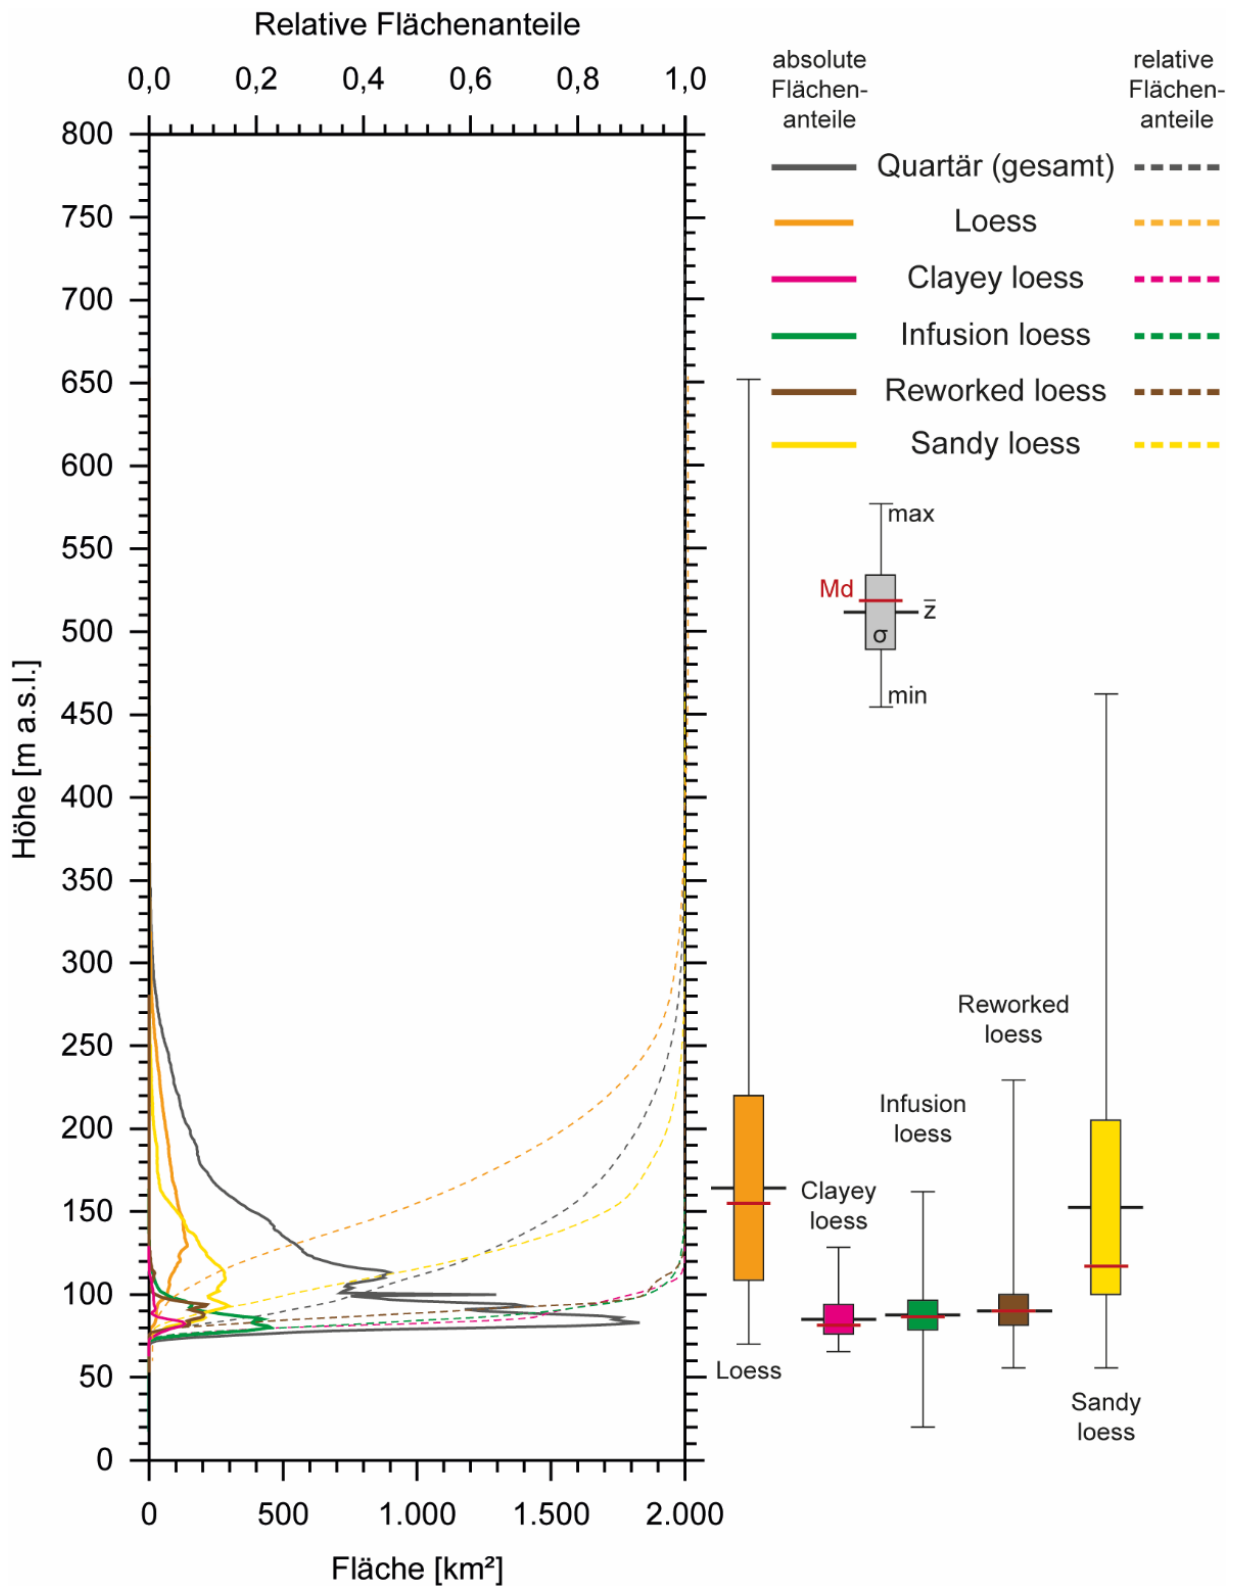 Relative Flächenanteile
0,0 0,2 0,4 0,6 0,8 1,0
absolute
Flächen-
anteile
relative
Flächen-
anteile
Quartär (gesamt)
Loess
Clayey loess
Infusion loess
Reworked loess
Sandy loess
800
750
700
650
600
550
500
450
400
350
300
250
200
150
100
50
0
Höhe [m a.s.l.]
max
Md
z̅
σ
min
Reworked
loess
Infusion
loess
Clayey
loess
Loess
Sandy
loess
0 500 1.000 1.500 2.000
Fläche [km²]